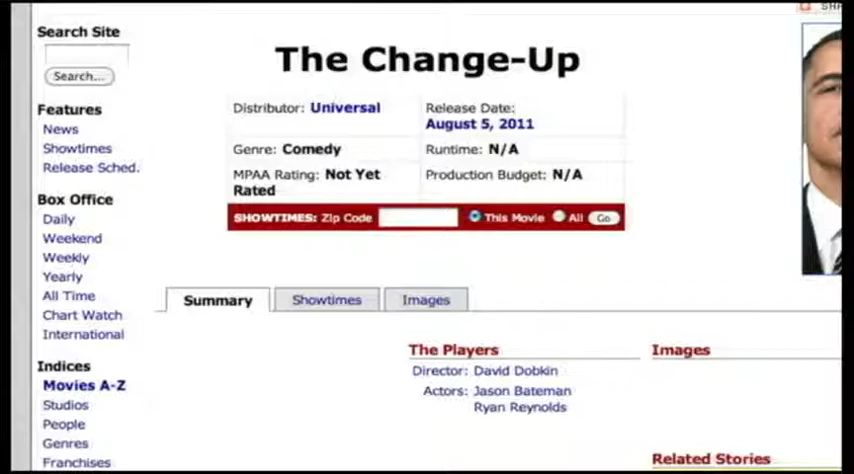 Search Site
Search...
Features
News
Showtimes
Release Sched.
Box Office
Daily
Weekend
Weekly
Yearly
All Time
Chart Watch
International
Indices
Movies A-Z
Studios
People
Genres
Franchises
The Change-Up
Distributor: Universal
Release Date:
August 5, 2011
Genre: Comedy
Runtime: N/A
MPAA Rating: Not Yet
Rated
Production Budget: N/A
SHOWTIMES: Zip Code This Movie All Go
Summary Showtimes Images
The Players
Director: David Dobkin
Actors: Jason Bateman
Ryan Reynolds
Images
Related Stories